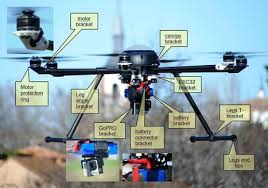 motor
bracket
canopy
bracket
ESC32
bracket
Motor
protection
ring
Leg
angle
bracket
GoPRO
bracket
battery
connector
bracket
battery
bracket
Legs T-
bracket
Legs end
tips